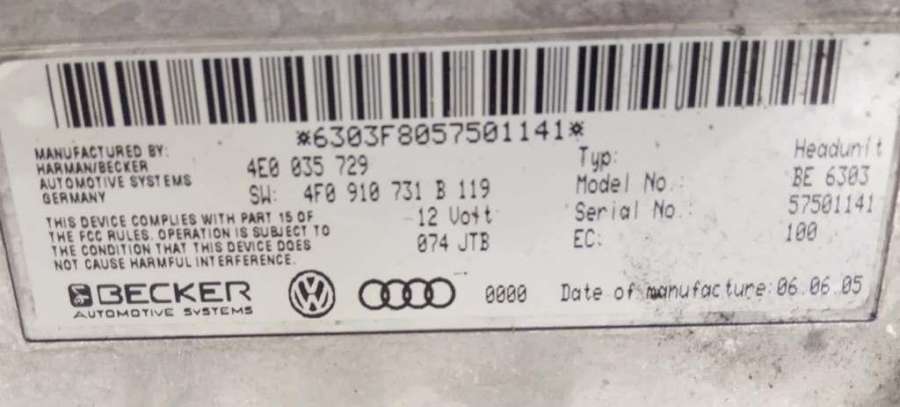 *6303F8057501141*
MANUFACTURED BY:
HARMAN/BECKER
AUTOMOTIVE SYSTEMS
GERMANY
4E0 035 729
SW: 4F0 910 731 B 119
12 Volt
074 JTB
Typ: Headunit
Model No.: BE 6303
Serial No.: 57501141
EC: 100
THIS DEVICE COMPLIES WITH PART 15 OF
THE FCC RULES. OPERATION IS SUBJECT TO
THE CONDITION THAT THIS DEVICE DOES
NOT CAUSE HARMFUL INTERFERENCE.
BECKER
AUTOMOTIVE SYSTEMS
0000 Date of manufacture: 06.06.05